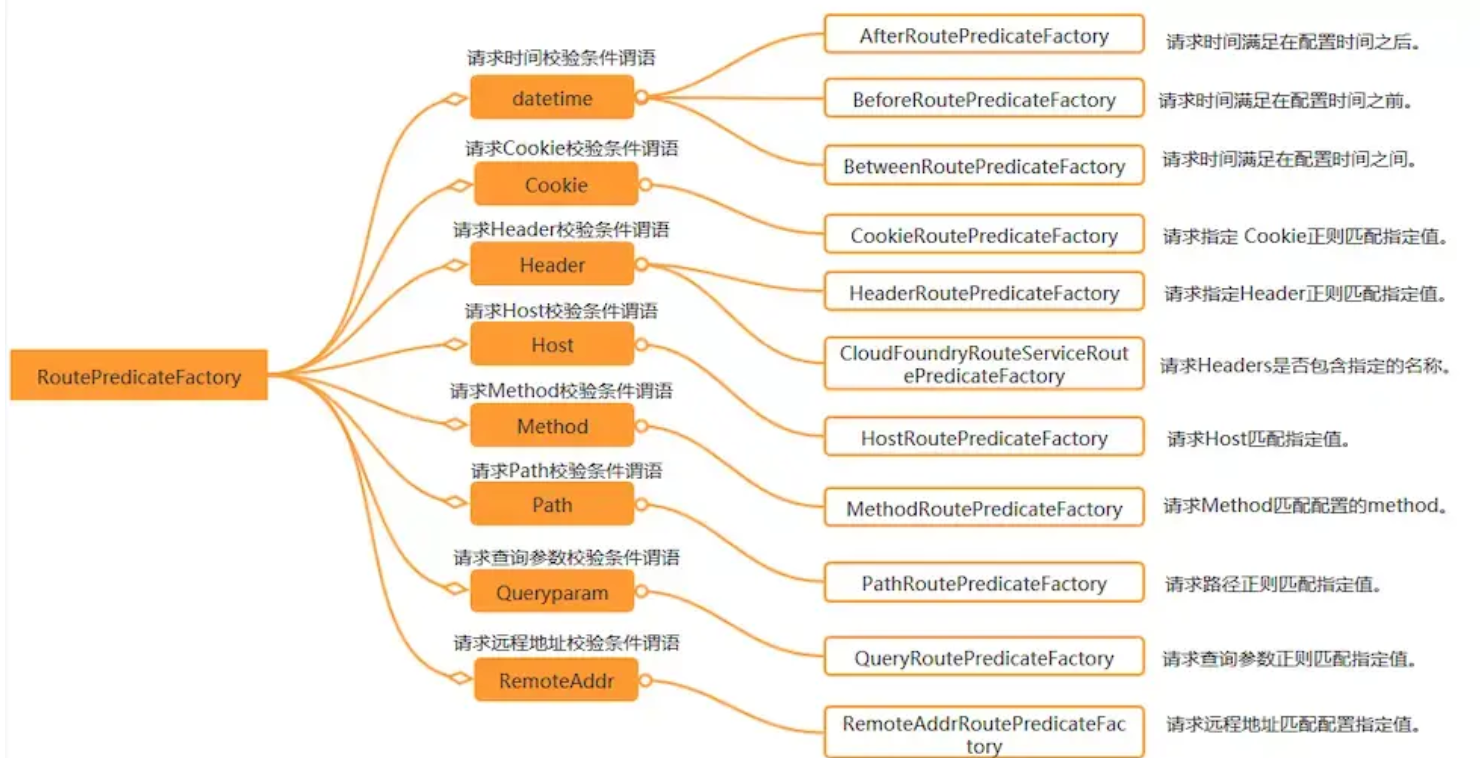 RoutePredicateFactory
请求时间校验条件谓语
datetime
AfterRoutePredicateFactory
请求时间满足在配置时间之后。
BeforeRoutePredicateFactory
请求时间满足在配置时间之前。
BetweenRoutePredicateFactory
请求时间满足在配置时间之间。
请求Cookie校验条件谓语
Cookie
CookieRoutePredicateFactory
请求指定 Cookie正则匹配指定值。
请求Header校验条件谓语
Header
HeaderRoutePredicateFactory
请求指定Header正则匹配指定值。
CloudFoundryRouteServiceRout
ePredicateFactory
请求Headers是否包含指定的名称。
请求Host校验条件谓语
Host
HostRoutePredicateFactory
请求Host匹配指定值。
请求Method校验条件谓语
Method
MethodRoutePredicateFactory
请求Method匹配配置的method。
请求Path校验条件谓语
Path
PathRoutePredicateFactory
请求路径正则匹配指定值。
请求查询参数校验条件谓语
Queryparam
QueryRoutePredicateFactory
请求查询参数正则匹配指定值。
请求远程地址校验条件谓语
RemoteAddr
RemoteAddrRoutePredicateFac
tory
请求远程地址匹配配置指定值。